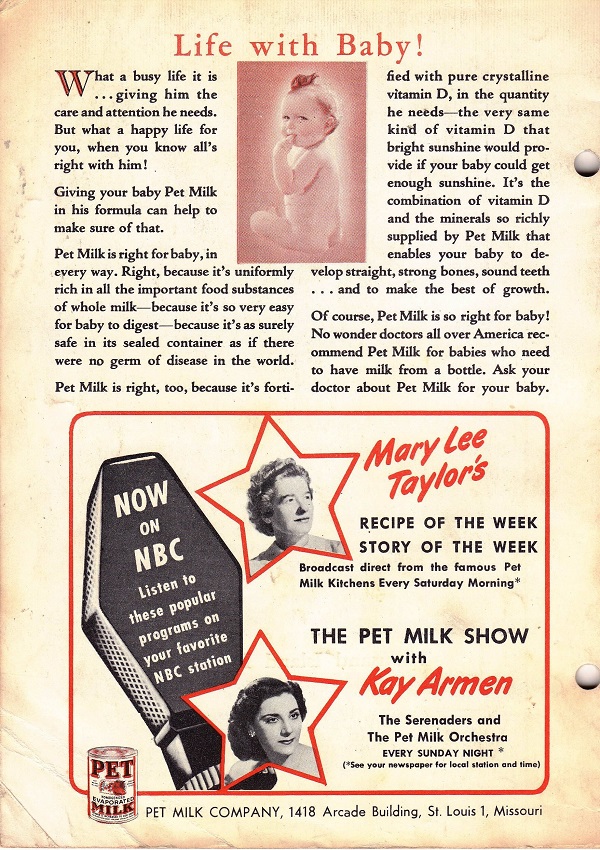 Life with Baby!
What a busy life it is
...giving him the
care and attention he needs.
But what a happy life for
you, when you know all's
right with him!
Giving your baby Pet Milk
in his formula can help to
make sure of that.
Pet Milk is right for baby, in
every way. Right, because it's uniformly
rich in all the important food substances
of whole milk—because it's so very easy
for baby to digest—because it's as surely
safe in its sealed container as if there
were no germ of disease in the world.
Pet Milk is right, too, because it's forti-
fied with pure crystalline
vitamin D, in the quantity
he needs—the very same
kind of vitamin D that
bright sunshine would pro-
vide if your baby could get
enough sunshine. It's the
combination of vitamin D
and the minerals so richly
supplied by Pet Milk that
enables your baby to de-
velop straight, strong bones, sound teeth
. . . and to make the best of growth.
Of course, Pet Milk is so right for baby!
No wonder doctors all over America rec-
ommend Pet Milk for babies who need
to have milk from a bottle. Ask your
doctor about Pet Milk for your baby.
NOW
ON
NBC
Listen to
these popular
programs on
your favorite
NBC station
Mary Lee
Taylor's
RECIPE OF THE WEEK
STORY OF THE WEEK
Broadcast direct from the famous Pet
Milk Kitchens Every Saturday Morning*
THE PET MILK SHOW
with
Kay Armen
The Serenaders and
The Pet Milk Orchestra
EVERY SUNDAY NIGHT *
(*See your newspaper for local station and time)
PET
EVAPORATED
MILK
PET MILK COMPANY, 1418 Arcade Building, St. Louis 1, Missouri